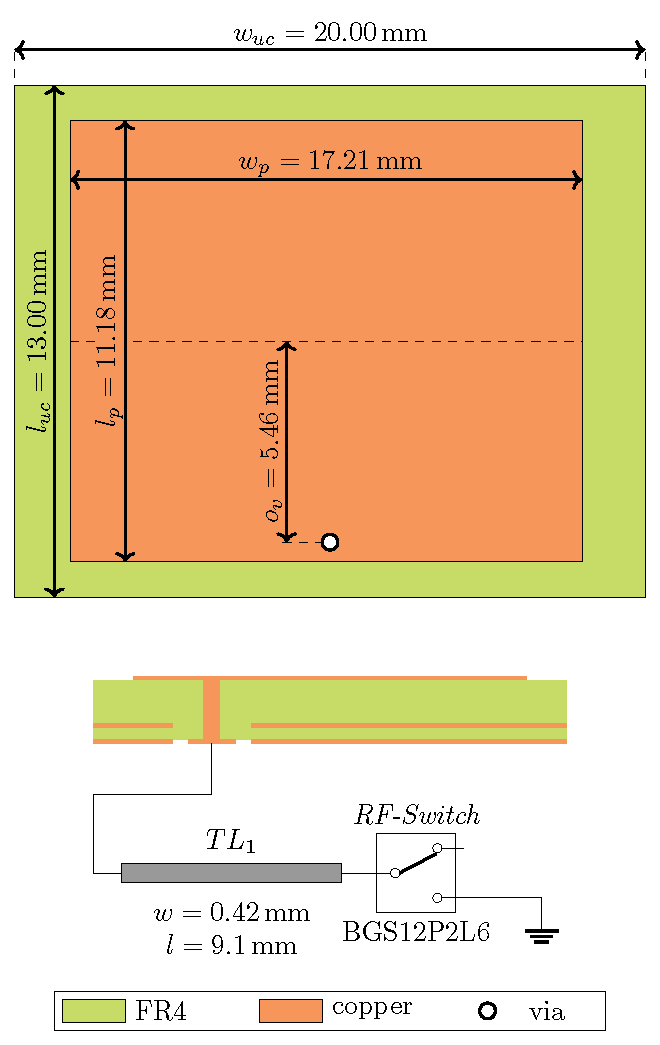 w_uc = 20.00 mm
w_p = 17.21 mm
l_uc = 13.00 mm
l_p = 11.18 mm
o_v = 5.46 mm
RF-Switch
TL_1
w = 0.42 mm
l = 9.1 mm
BGS12P2L6
FR4
copper
via